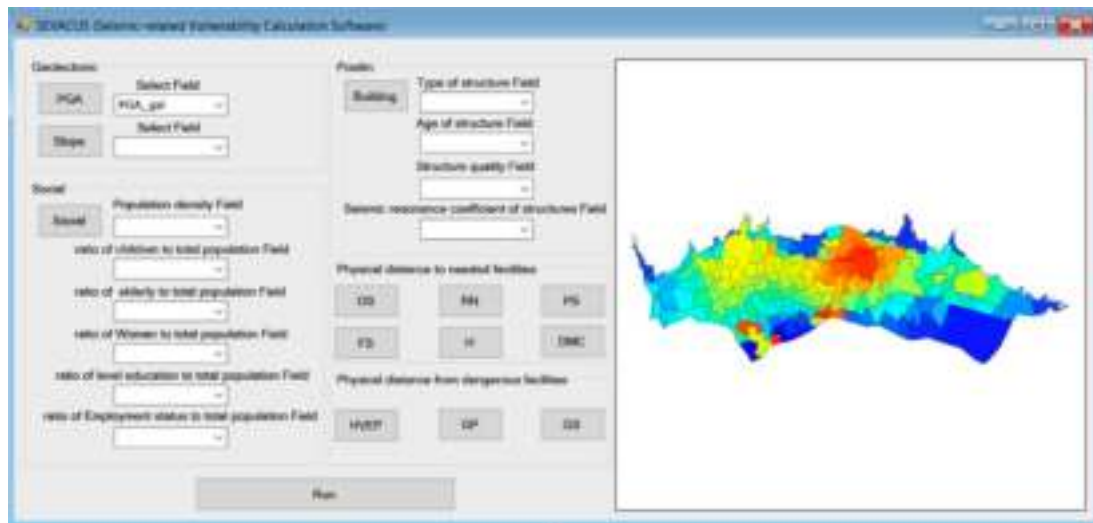 Seismic-related Vulnerability Calculation Software
Geotechnic
Select Field
PGA
PGA_gal
Select Field
Slope
Social
Population density Field
Social
ratio of children to total population Field
ratio of elderly to total population Field
ratio of Women to total population Field
ratio of level education to total population Field
ratio of Employment status to total population Field
Type of structure Field
Building
Age of structure Field
Structure quality Field
Seismic resonance coefficient of structures Field
Physical distance to needed facilities
RN
PS
FS
H
DMC
Physical distance from dangerous facilities
HVEP
GP
GS
Run